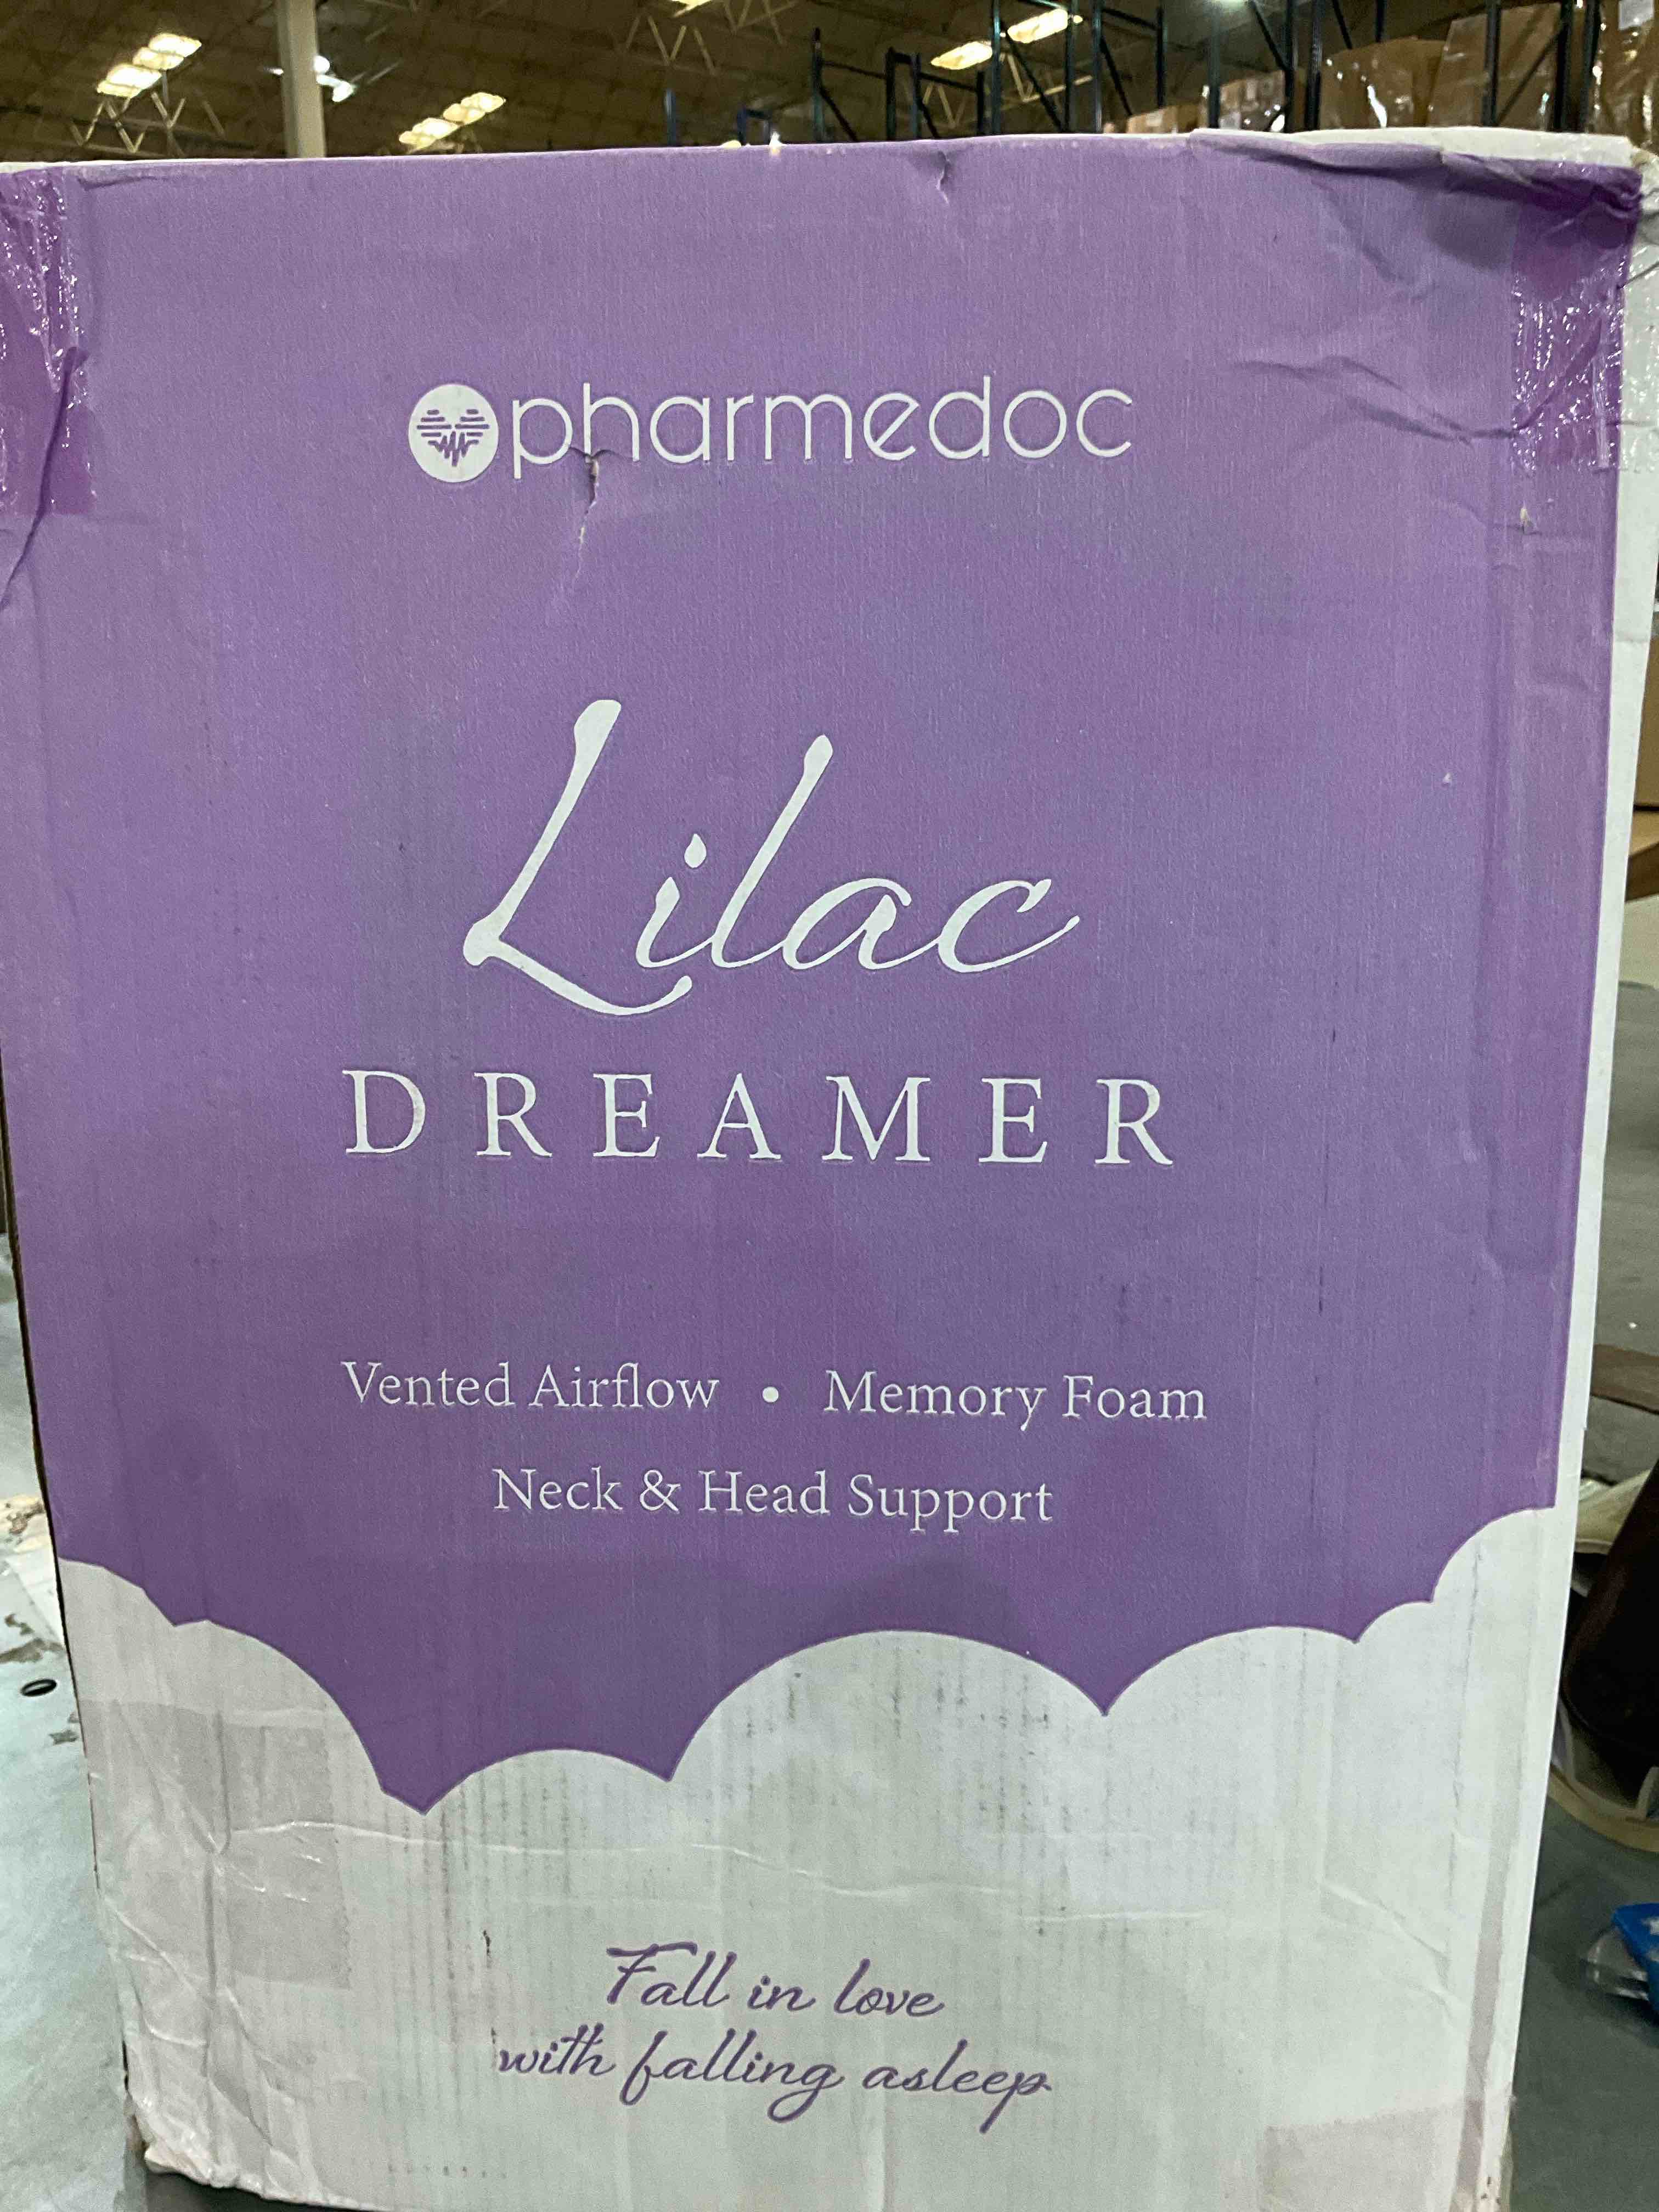 pharmedoc
Lilac
DREAMER
Vented Airflow • Memory Foam
Neck & Head Support
Fall in love
with falling asleep